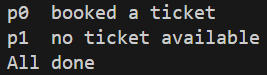 p0  booked a ticket
p1  no ticket available
All done